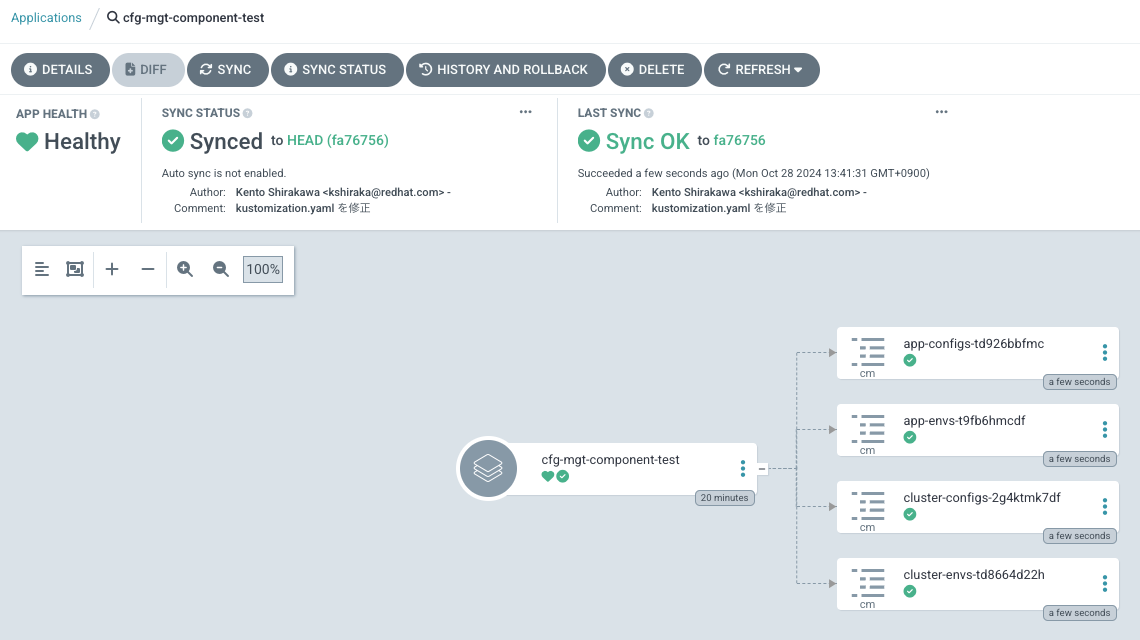 Applications cfg-mgt-component-test
DETAILS DIFF SYNC SYNC STATUS HISTORY AND ROLLBACK DELETE REFRESH
APP HEALTH
Healthy
SYNC STATUS
Synced to HEAD (fa76756)
Auto sync is not enabled.
Author: Kento Shirakawa <kshiraka@redhat.com> -
Comment: kustomization.yaml を修正
LAST SYNC
Sync OK to fa76756
Succeeded a few seconds ago (Mon Oct 28 2024 13:41:31 GMT+0900)
Author: Kento Shirakawa <kshiraka@redhat.com> -
Comment: kustomization.yaml を修正
100%
cfg-mgt-component-test
20 minutes
app-configs-td926bbfmc
cm
a few seconds
app-envs-t9fb6hmcdf
cm
a few seconds
cluster-configs-2g4ktmk7df
cm
a few seconds
cluster-envs-td8664d22h
cm
a few seconds